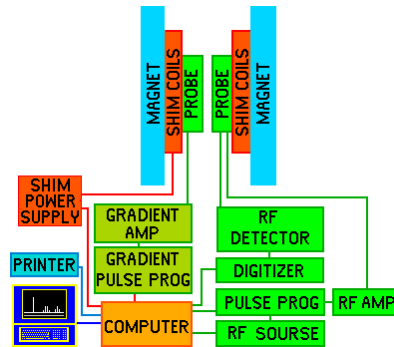 MAGNET
SHIM COILS
PROBE
PROBE
SHIM COILS
MAGNET
SHIM
POWER
SUPPLY
GRADIENT
AMP
RF
DETECTOR
PRINTER
GRADIENT
PULSE PROG
DIGITIZER
COMPUTER
PULSE PROG
RF AMP
RF SOURSE